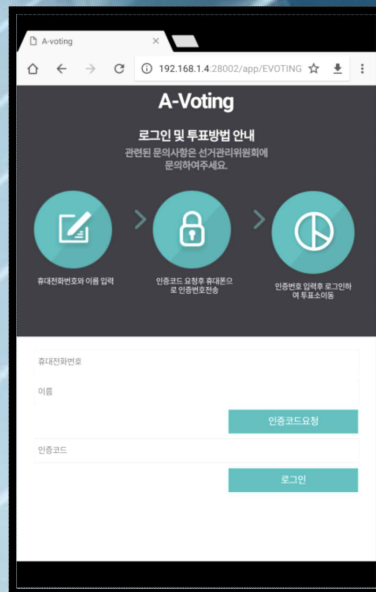 A-voting
192.168.1.4:28002/app/EVOTING
A-Voting
로그인 및 투표방법 안내
관련된 문의사항은 선거관리위원회에
문의하여주세요.
휴대전화번호와 이름 입력
인증코드 요청후 휴대폰으
로 인증번호전송
인증번호 입력후 로그인하
여 투표소이동
휴대전화번호
이름
인증코드요청
인증코드
로그인